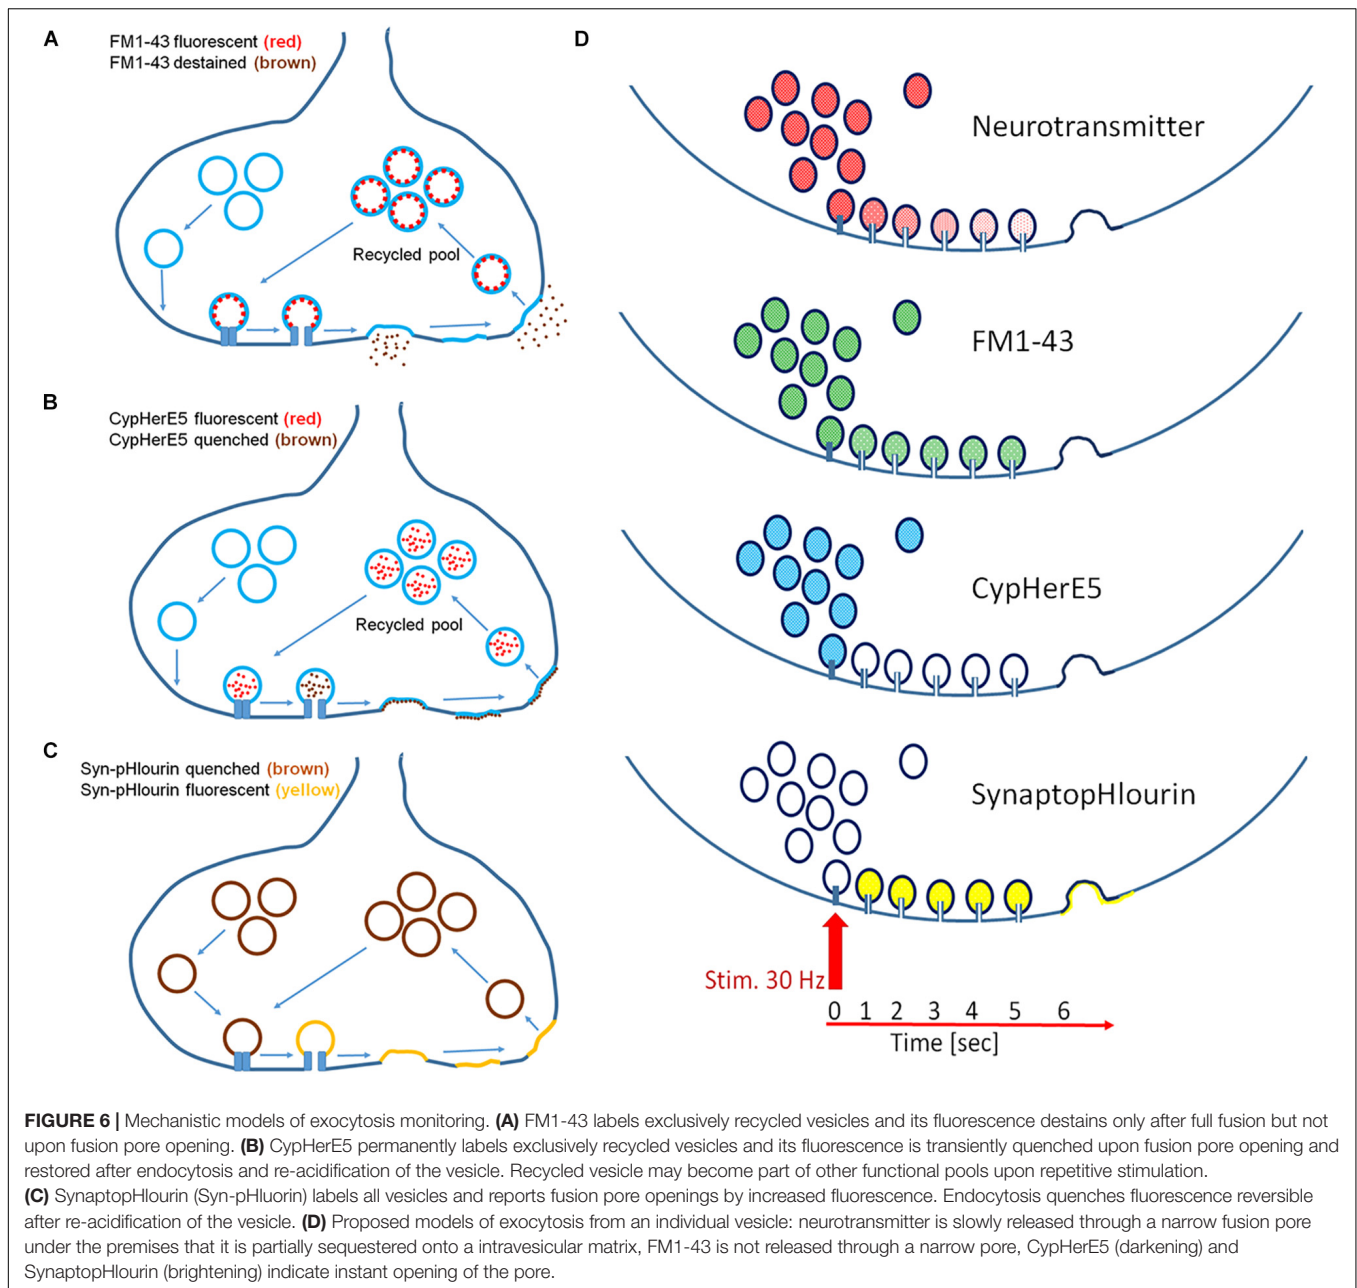 A
FM1-43 fluorescent (red)
FM1-43 destained (brown)
Recycled pool
B
CypHerE5 fluorescent (red)
CypHerE5 quenched (brown)
Recycled pool
C
Syn-pHlourin quenched (brown)
Syn-pHlourin fluorescent (yellow)
D
Neurotransmitter
FM1-43
CypHerE5
SynaptopHlourin
Stim. 30 Hz
0 1 2 3 4 5 6
Time [sec]
FIGURE 6 | Mechanistic models of exocytosis monitoring. (A) FM1-43 labels exclusively recycled vesicles and its fluorescence destains only after full fusion but not
upon fusion pore opening. (B) CypHerE5 permanently labels exclusively recycled vesicles and its fluorescence is transiently quenched upon fusion pore opening and
restored after endocytosis and re-acidification of the vesicle. Recycled vesicle may become part of other functional pools upon repetitive stimulation.
(C) SynaptopHlourin (Syn-pHluorin) labels all vesicles and reports fusion pore openings by increased fluorescence. Endocytosis quenches fluorescence reversible
after re-acidification of the vesicle. (D) Proposed models of exocytosis from an individual vesicle: neurotransmitter is slowly released through a narrow fusion pore
under the premises that it is partially sequestered onto a intravesicular matrix, FM1-43 is not released through a narrow pore, CypHerE5 (darkening) and
SynaptopHlourin (brightening) indicate instant opening of the pore.